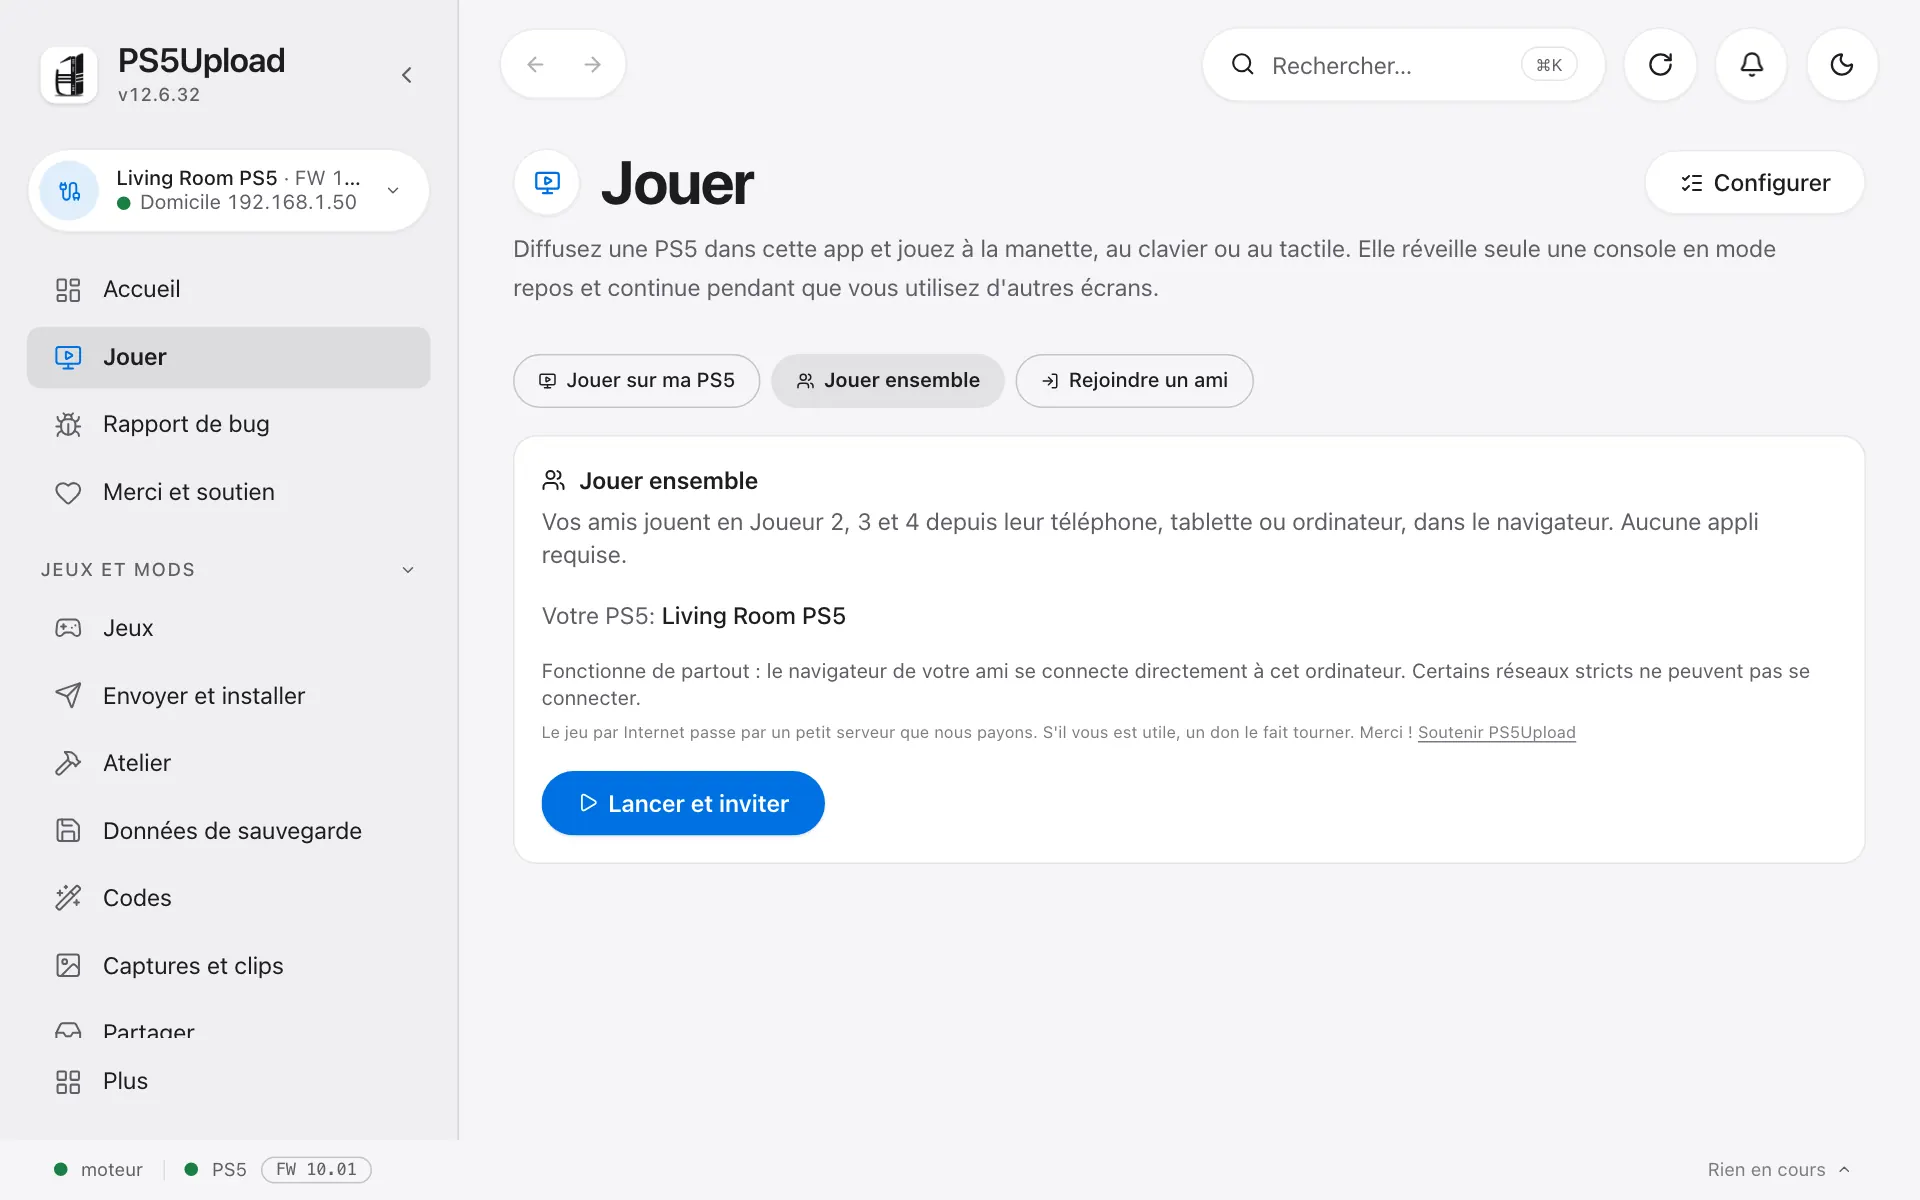 PS5Upload
v12.6.32
Living Room PS5 · FW 1...
Domicile 192.168.1.50
Accueil
Jouer
Rapport de bug
Merci et soutien
JEUX ET MODS
Jeux
Envoyer et installer
Atelier
Données de sauvegarde
Codes
Captures et clips
Partager
Plus
Rechercher...
⌘K
Jouer
Configurer
Diffusez une PS5 dans cette app et jouez à la manette, au clavier ou au tactile. Elle réveille seule une console en mode
repos et continue pendant que vous utilisez d'autres écrans.
Jouer sur ma PS5
Jouer ensemble
Rejoindre un ami
Jouer ensemble
Vos amis jouent en Joueur 2, 3 et 4 depuis leur téléphone, tablette ou ordinateur, dans le navigateur. Aucune appli
requise.
Votre PS5: Living Room PS5
Fonctionne de partout : le navigateur de votre ami se connecte directement à cet ordinateur. Certains réseaux stricts ne peuvent pas se
connecter.
Le jeu par Internet passe par un petit serveur que nous payons. S'il vous est utile, un don le fait tourner. Merci ! Soutenir PS5Upload
Lancer et inviter
moteur
PS5
FW 10.01
Rien en cours